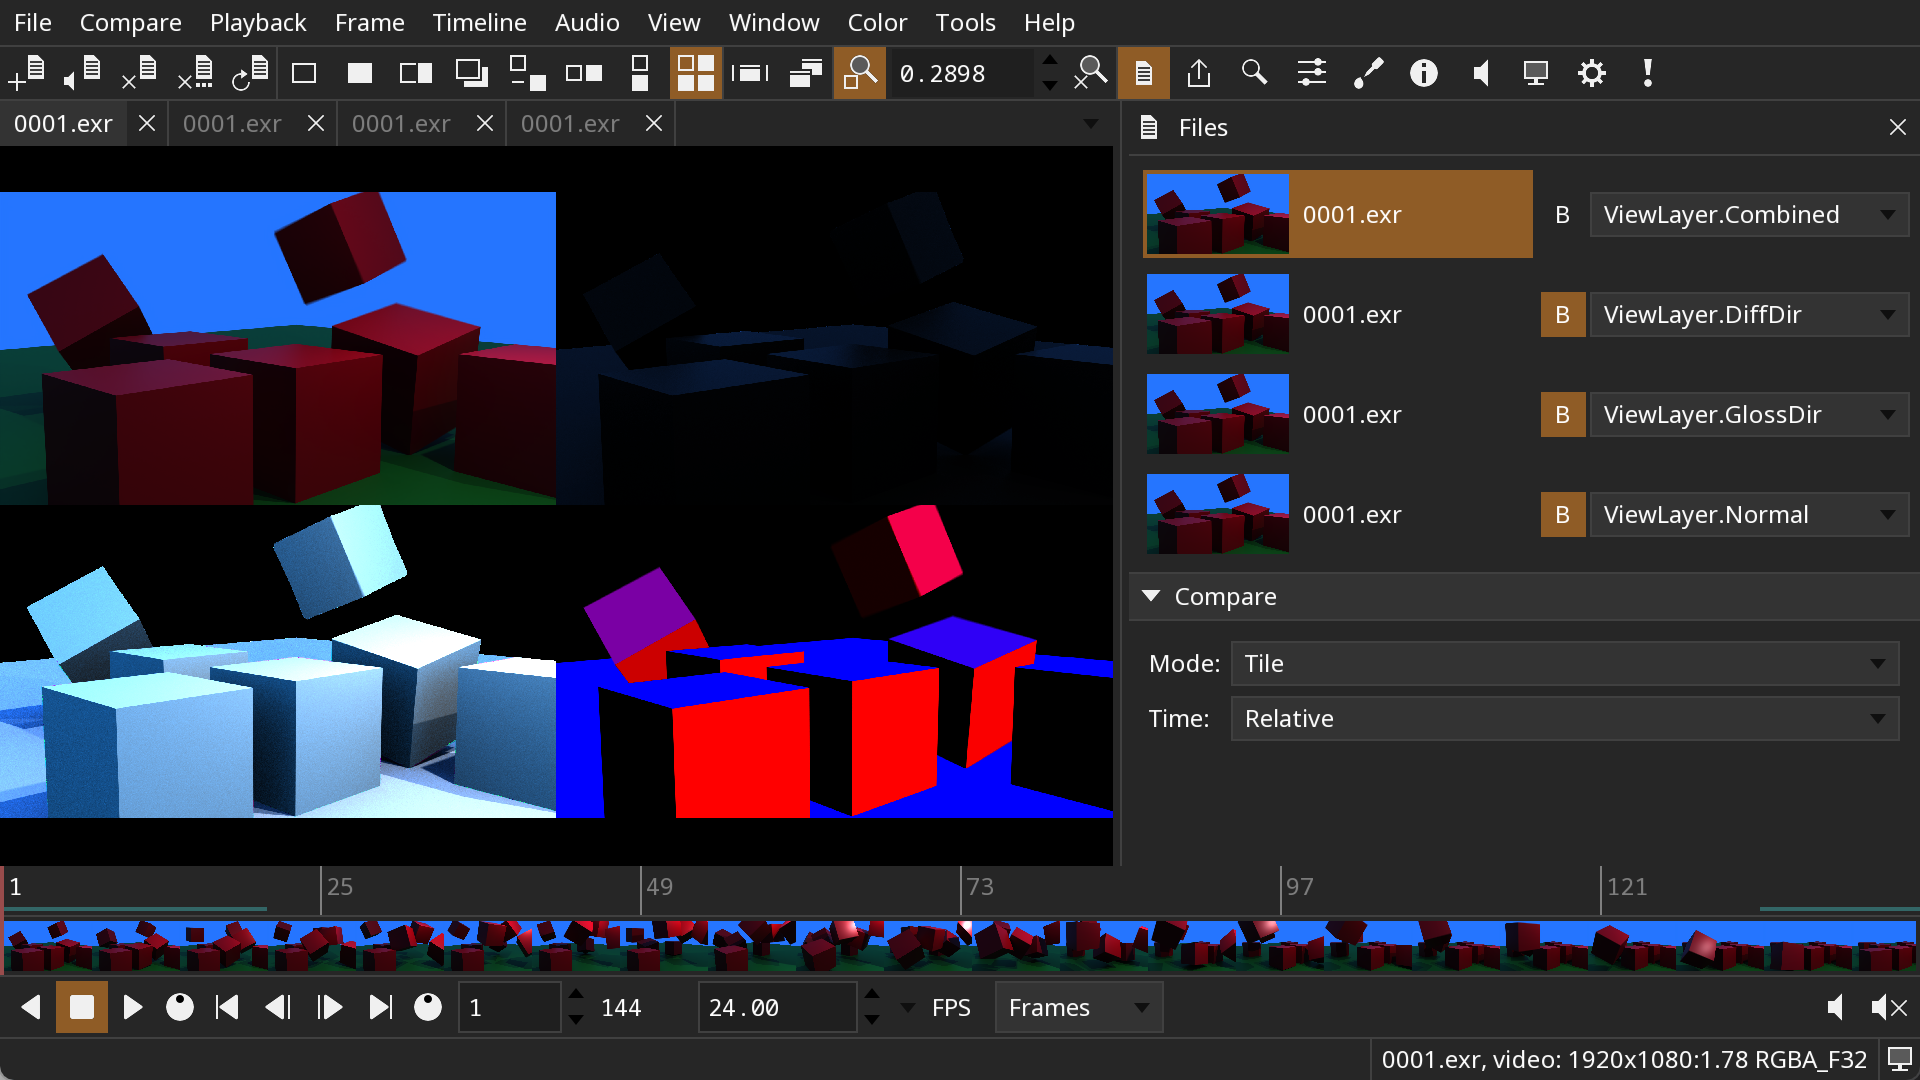 File Compare Playback Frame Timeline Audio View Window Color Tools Help
0.2898
0001.exr 0001.exr 0001.exr 0001.exr
Files
0001.exr B ViewLayer.Combined
0001.exr B ViewLayer.DiffDir
0001.exr B ViewLayer.GlossDir
0001.exr B ViewLayer.Normal
Compare
Mode: Tile
Time: Relative
1 25 49 73 97 121
1 144 24.00 FPS Frames
0001.exr, video: 1920x1080:1.78 RGBA_F32